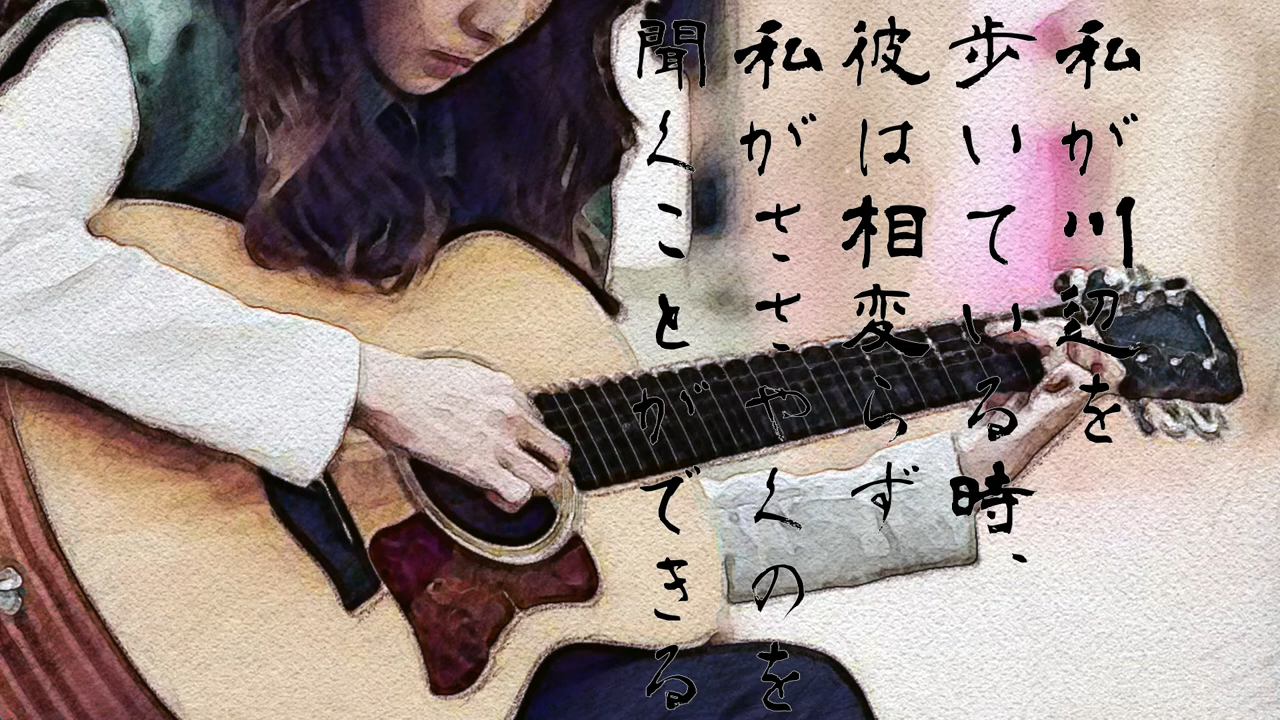 私が川辺を
歩いている時、
彼は相変らず
私がささやくのを
聞くことができる